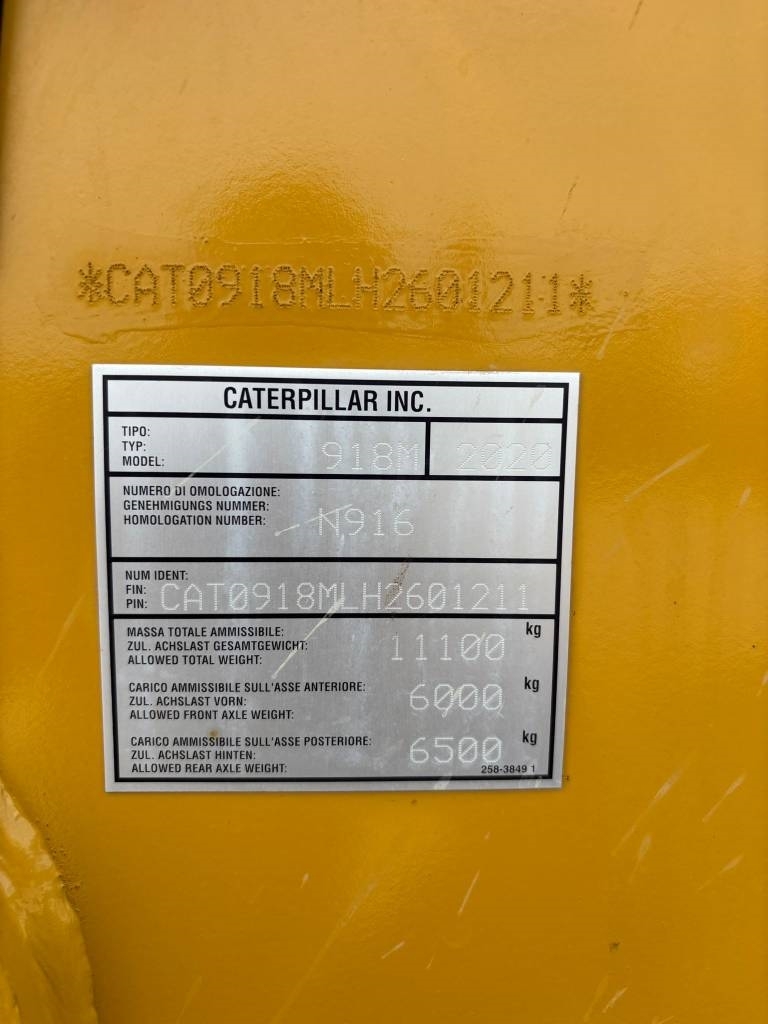 *CAT0918MLH2601211*
CATERPILLAR INC.
TIPO:
TYP:
MODEL: 918M 2020
NUMERO DI OMOLOGAZIONE:
GENEHMIGUNGS NUMMER:
HOMOLOGATION NUMBER: N916
NUM IDENT:
FIN:
PIN: CAT0918MLH2601211
MASSA TOTALE AMMISSIBILE:
ZUL. ACHSLAST GESAMTGEWICHT: 11100 kg
ALLOWED TOTAL WEIGHT:
CARICO AMMISSIBILE SULL'ASSE ANTERIORE:
ZUL. ACHSLAST VORN: 6000 kg
ALLOWED FRONT AXLE WEIGHT:
CARICO AMMISSIBILE SULL'ASSE POSTERIORE:
ZUL. ACHSLAST HINTEN: 6500 kg
ALLOWED REAR AXLE WEIGHT:
258-3849 1